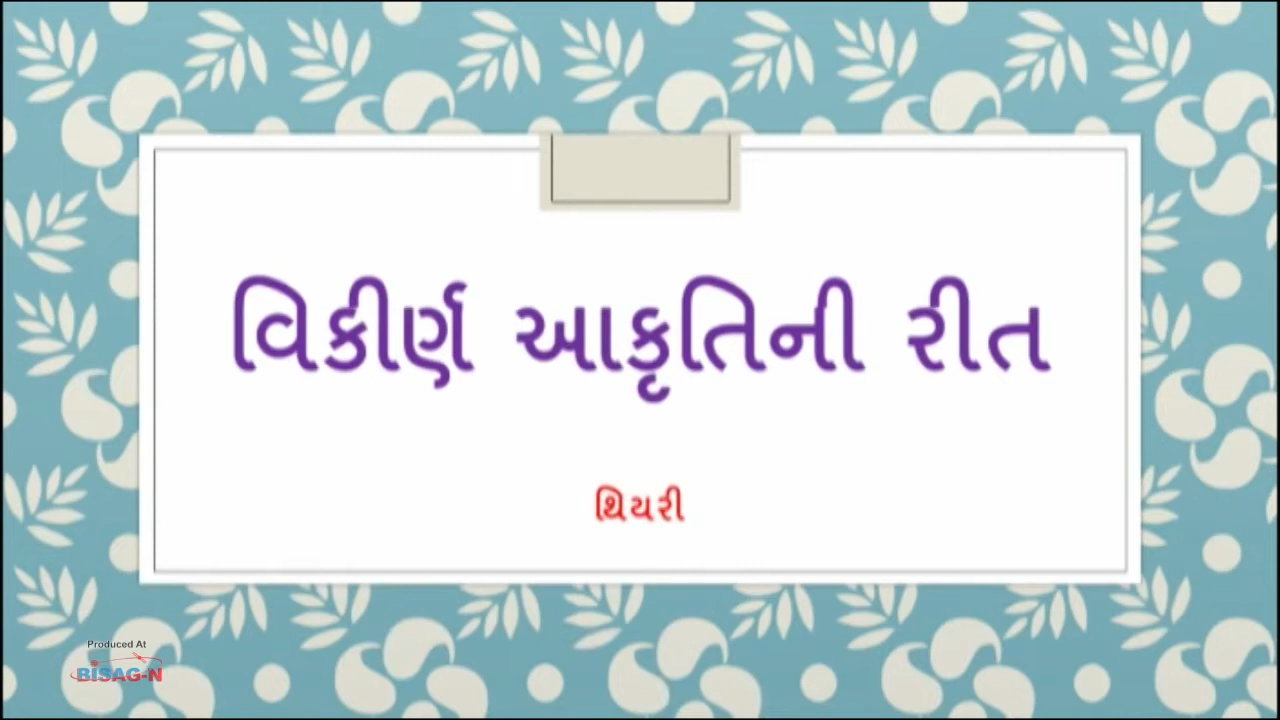 વિકીર્ણ આકૃતિની રીત
થિયરી
Produced At
BISAG-N